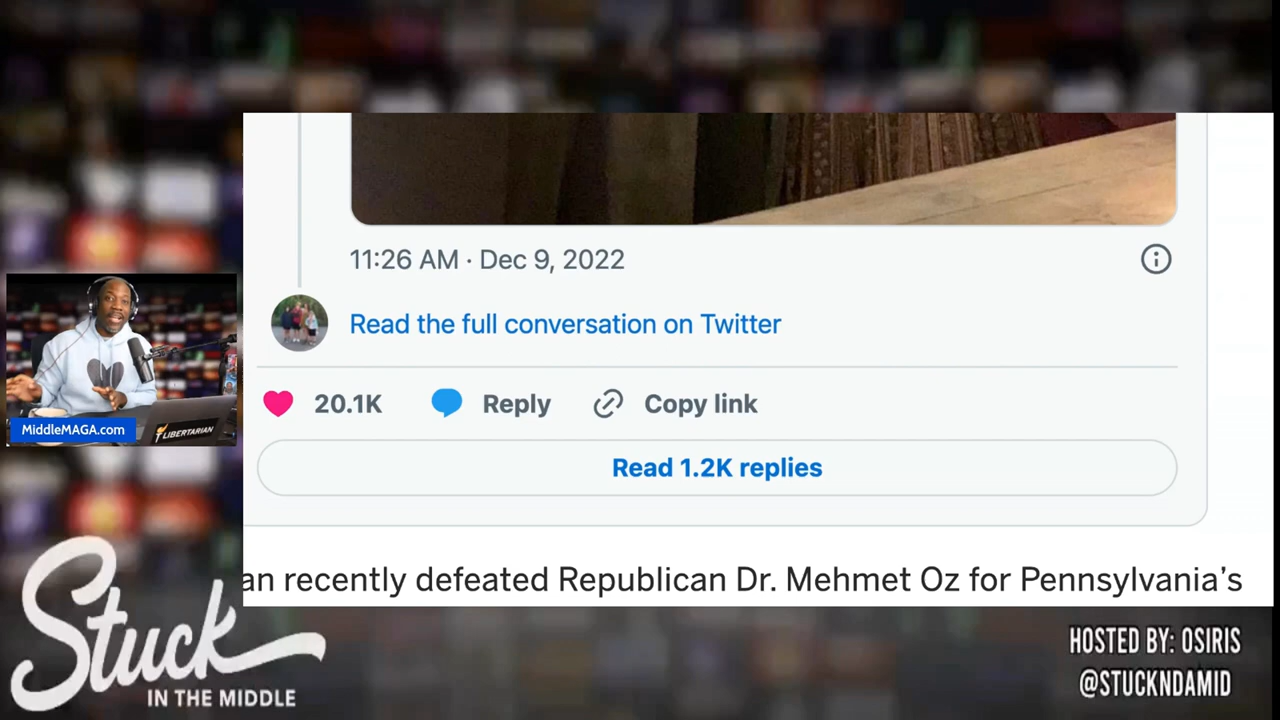 11:26 AM · Dec 9, 2022
Read the full conversation on Twitter
20.1K Reply Copy link
Read 1.2K replies
an recently defeated Republican Dr. Mehmet Oz for Pennsylvania's
MiddleMAGA.com
LIBERTARIAN
Stuck
IN THE MIDDLE
HOSTED BY: OSIRIS
@STUCKNDAMID